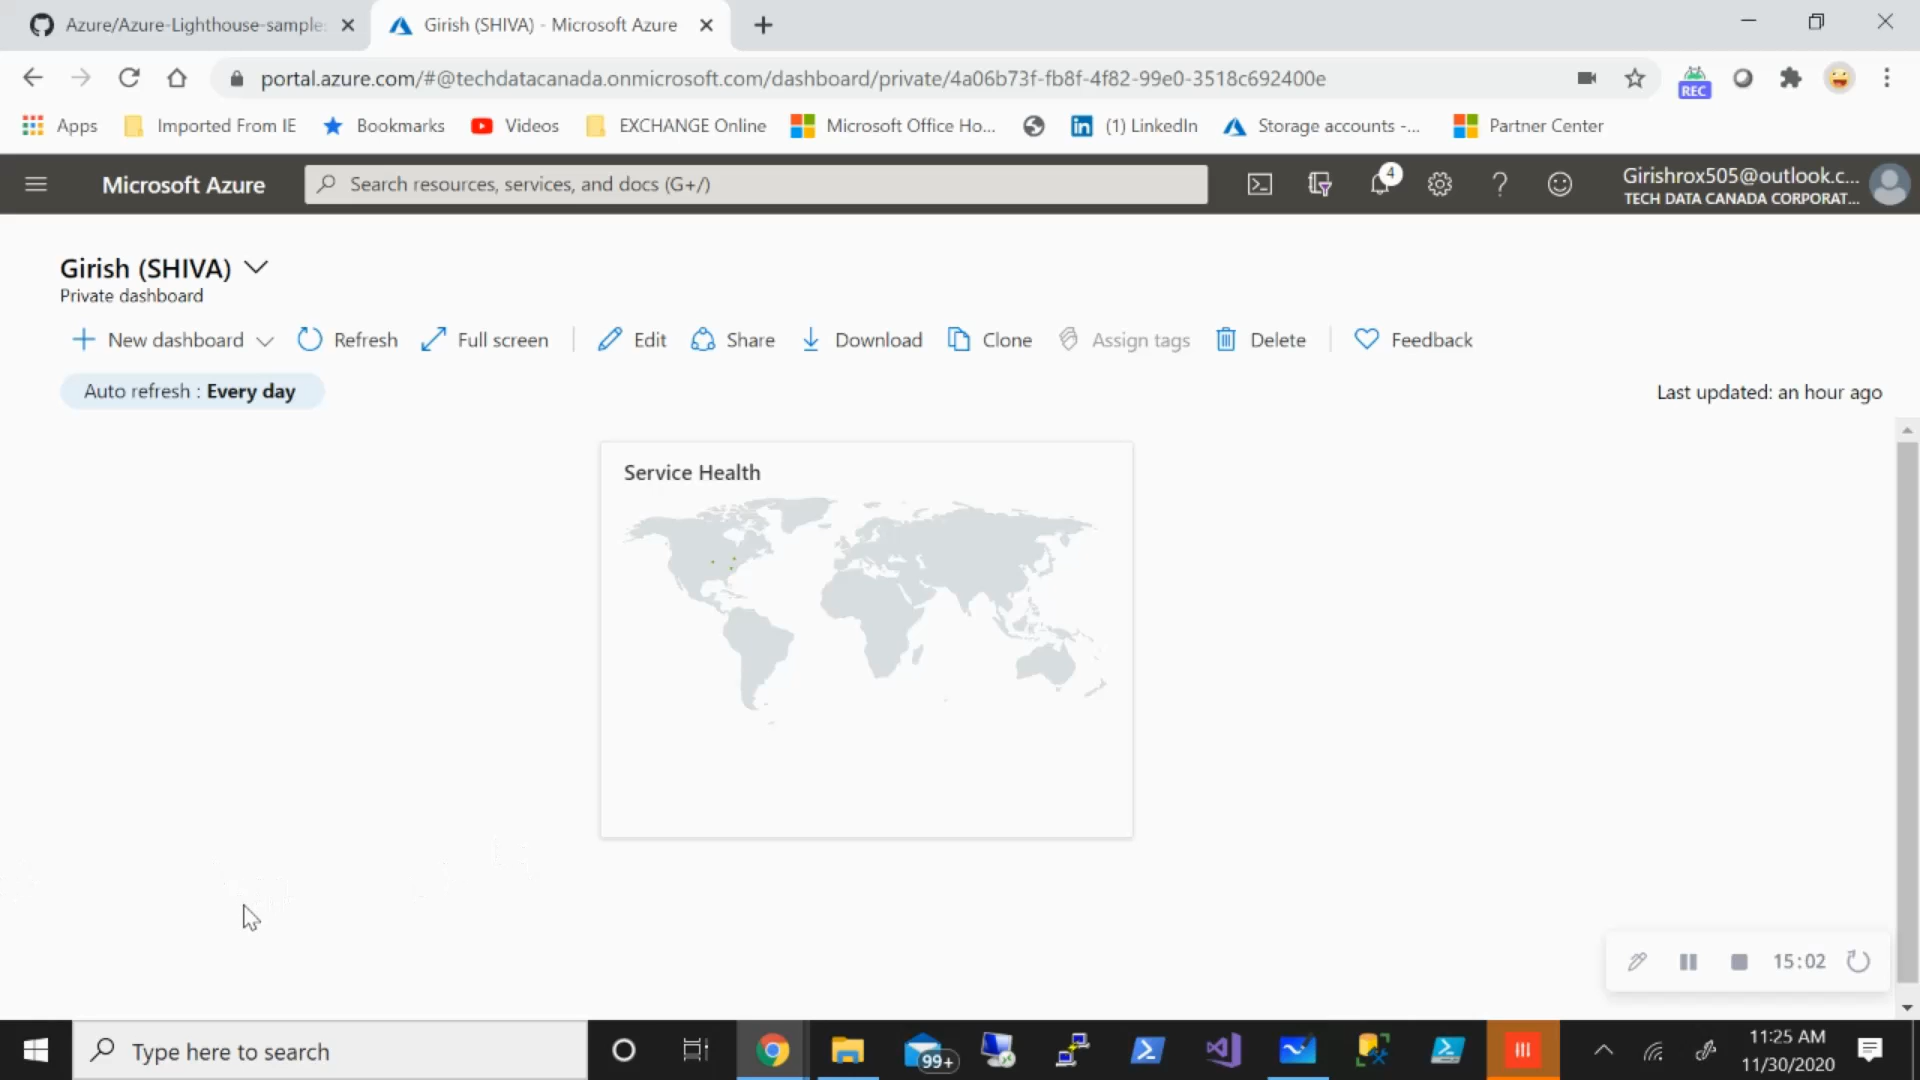 Azure/Azure-Lighthouse-sample
Girish (SHIVA) - Microsoft Azure
portal.azure.com/#@techdatacanada.onmicrosoft.com/dashboard/private/4a06b73f-fb8f-4f82-99e0-3518c692400e
REC
Apps
Imported From IE
Bookmarks
Videos
EXCHANGE Online
Microsoft Office Ho...
(1) LinkedIn
Storage accounts -...
Partner Center
Microsoft Azure
Search resources, services, and docs (G+/)
4
Girishrox505@outlook.c...
TECH DATA CANADA CORPORAT...
Girish (SHIVA)
Private dashboard
New dashboard
Refresh
Full screen
Edit
Share
Download
Clone
Assign tags
Delete
Feedback
Auto refresh : Every day
Last updated: an hour ago
Service Health
15:02
Type here to search
99+
11:25 AM
11/30/2020